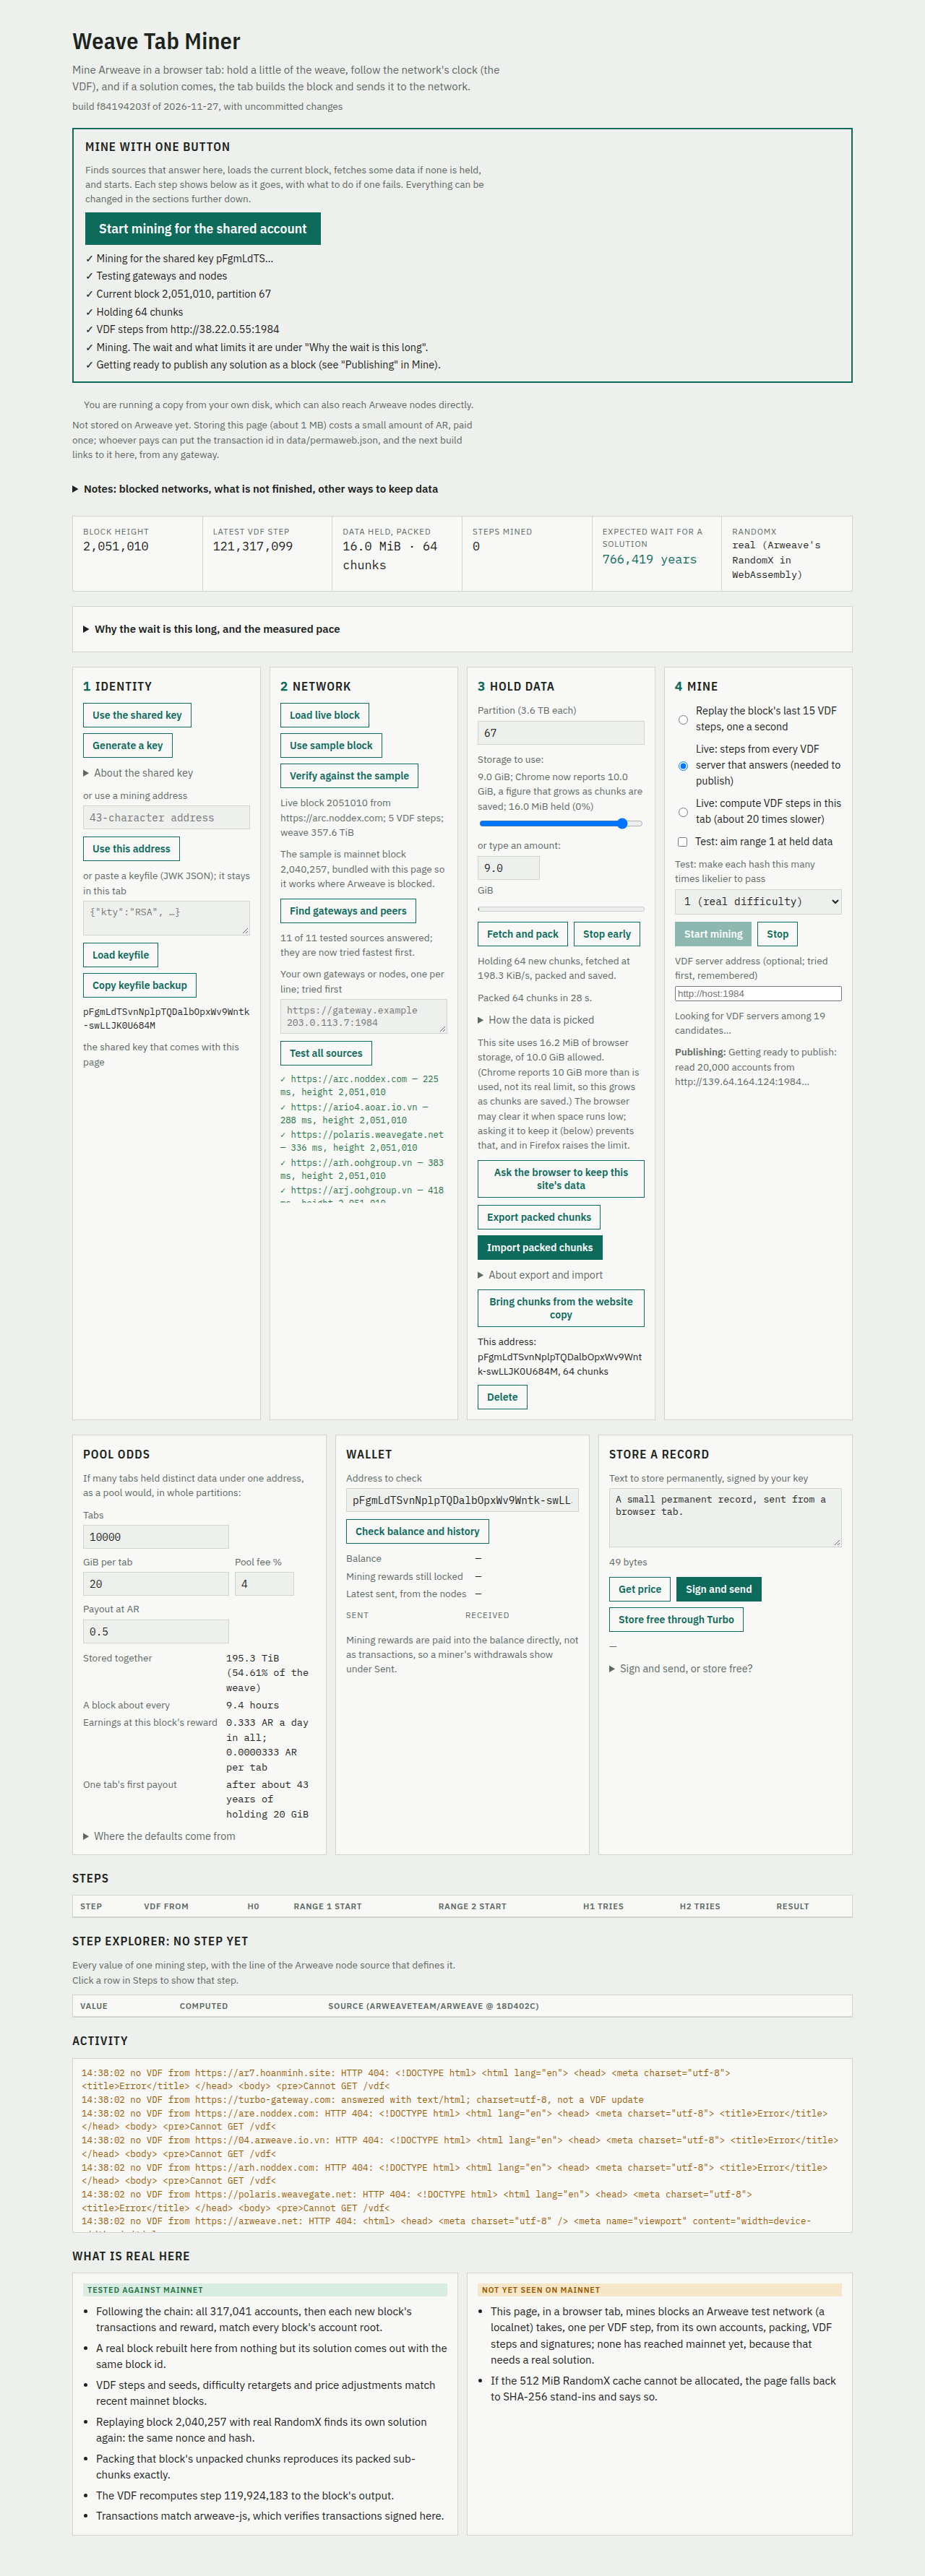 Weave Tab Miner
Mine Arweave in a browser tab: hold a little of the weave, follow the network's clock (the
VDF), and if a solution comes, the tab builds the block and sends it to the network.
build f84194203f of 2026-11-27, with uncommitted changes
MINE WITH ONE BUTTON
Finds sources that answer here, loads the current block, fetches some data if none is held,
and starts. Each step shows below as it goes, with what to do if one fails. Everything can be
changed in the sections further down.
Start mining for the shared account
✓ Mining for the shared key pFgmLdTS...
✓ Testing gateways and nodes
✓ Current block 2,051,010, partition 67
✓ Holding 64 chunks
✓ VDF steps from http://38.22.0.55:1984
✓ Mining. The wait and what limits it are under "Why the wait is this long".
✓ Getting ready to publish any solution as a block (see "Publishing" in Mine).
You are running a copy from your own disk, which can also reach Arweave nodes directly.
Not stored on Arweave yet. Storing this page (about 1 MB) costs a small amount of AR, paid
once; whoever pays can put the transaction id in data/permaweb.json, and the next build
links to it here, from any gateway.
▶ Notes: blocked networks, what is not finished, other ways to keep data
BLOCK HEIGHT
2,051,010
LATEST VDF STEP
121,317,099
DATA HELD, PACKED
16.0 MiB · 64
chunks
STEPS MINED
0
EXPECTED WAIT FOR A
SOLUTION
766,419 years
RANDOMX
real (Arweave's
RandomX in
WebAssembly)
▶ Why the wait is this long, and the measured pace
1 IDENTITY
Use the shared key
Generate a key
▶ About the shared key
or use a mining address
43-character address
Use this address
or paste a keyfile (JWK JSON); it stays
in this tab
{"kty":"RSA", …}
Load keyfile
Copy keyfile backup
pFgmLdTSvnNplpTQDalbOpxWv9Wntk
-swLLJK0U684M
the shared key that comes with this
page
2 NETWORK
Load live block
Use sample block
Verify against the sample
Live block 2051010 from
https://arc.noddex.com; 5 VDF steps;
weave 357.6 TiB
The sample is mainnet block
2,040,257, bundled with this page so
it works where Arweave is blocked.
Find gateways and peers
11 of 11 tested sources answered;
they are now tried fastest first.
Your own gateways or nodes, one per
line; tried first
https://gateway.example
203.0.113.7:1984
Test all sources
✓ https://arc.noddex.com — 225
ms, height 2,051,010
✓ https://ario4.aoar.io.vn —
288 ms, height 2,051,010
✓ https://polaris.weavegate.net
— 336 ms, height 2,051,010
✓ https://arh.oohgroup.vn — 383
ms, height 2,051,010
✓ https://arj.oohgroup.vn — 418
ms, height 2,051,010
3 HOLD DATA
Partition (3.6 TB each)
67
Storage to use:
9.0 GiB; Chrome now reports 10.0
GiB, a figure that grows as chunks are
saved; 16.0 MiB held (0%)
or type an amount:
9.0
GiB
Fetch and pack
Stop early
Holding 64 new chunks, fetched at
198.3 KiB/s, packed and saved.
Packed 64 chunks in 28 s.
▶ How the data is picked
This site uses 16.2 MiB of browser
storage, of 10.0 GiB allowed.
(Chrome reports 10 GiB more than is
used, not its real limit, so this grows
as chunks are saved.) The browser
may clear it when space runs low;
asking it to keep it (below) prevents
that, and in Firefox raises the limit.
Ask the browser to keep this
site's data
Export packed chunks
Import packed chunks
▶ About export and import
Bring chunks from the website
copy
This address:
pFgmLdTSvnNplpTQDalbOpxWv9Wnt
k-swLLJK0U684M, 64 chunks
Delete
4 MINE
Replay the block's last 15 VDF
steps, one a second
Live: steps from every VDF
server that answers (needed to
publish)
Live: compute VDF steps in this
tab (about 20 times slower)
Test: aim range 1 at held data
Test: make each hash this many
times likelier to pass
1 (real difficulty)
Start mining
Stop
VDF server address (optional; tried
first, remembered)
http://host:1984
Looking for VDF servers among 19
candidates…
Publishing: Getting ready to publish:
read 20,000 accounts from
http://139.64.164.124:1984…
POOL ODDS
If many tabs held distinct data under one address,
as a pool would, in whole partitions:
Tabs
10000
GiB per tab
Pool fee %
20
4
Payout at AR
0.5
Stored together
195.3 TiB
(54.61% of the
weave)
A block about every
9.4 hours
Earnings at this block's reward
0.333 AR a day
in all;
0.0000333 AR
per tab
One tab's first payout
after about 43
years of
holding 20 GiB
▶ Where the defaults come from
WALLET
Address to check
pFgmLdTSvnNplpTQDalbOpxWv9Wntk-swLL
Check balance and history
Balance —
Mining rewards still locked —
Latest sent, from the nodes —
SENT
RECEIVED
Mining rewards are paid into the balance directly, not
as transactions, so a miner's withdrawals show
under Sent.
STORE A RECORD
Text to store permanently, signed by your key
A small permanent record, sent from a
browser tab.
49 bytes
Get price
Sign and send
Store free through Turbo
—
▶ Sign and send, or store free?
STEPS
STEP VDF FROM H0 RANGE 1 START RANGE 2 START H1 TRIES H2 TRIES RESULT
STEP EXPLORER: NO STEP YET
Every value of one mining step, with the line of the Arweave node source that defines it.
Click a row in Steps to show that step.
VALUE COMPUTED SOURCE (ARWEAVETEAM/ARWEAVE @ 18D402C)
ACTIVITY
14:38:02 no VDF from https://ar7.hoanminh.site: HTTP 404: <!DOCTYPE html> <html lang="en"> <head> <meta charset="utf-8">
<title>Error</title> </head> <body> <pre>Cannot GET /vdf<
14:38:02 no VDF from https://turbo-gateway.com: answered with text/html; charset=utf-8, not a VDF update
14:38:02 no VDF from https://are.noddex.com: HTTP 404: <!DOCTYPE html> <html lang="en"> <head> <meta charset="utf-8"> <title>Error</title>
</head> <body> <pre>Cannot GET /vdf<
14:38:02 no VDF from https://04.arweave.io.vn: HTTP 404: <!DOCTYPE html> <html lang="en"> <head> <meta charset="utf-8"> <title>Error</title>
</head> <body> <pre>Cannot GET /vdf<
14:38:02 no VDF from https://arh.noddex.com: HTTP 404: <!DOCTYPE html> <html lang="en"> <head> <meta charset="utf-8"> <title>Error</title>
</head> <body> <pre>Cannot GET /vdf<
14:38:02 no VDF from https://polaris.weavegate.net: HTTP 404: <!DOCTYPE html> <html lang="en"> <head> <meta charset="utf-8">
<title>Error</title> </head> <body> <pre>Cannot GET /vdf<
14:38:02 no VDF from https://arweave.net: HTTP 404: <html> <head> <meta charset="utf-8" /> <meta name="viewport" content="width=device-
WHAT IS REAL HERE
TESTED AGAINST MAINNET
• Following the chain: all 317,041 accounts, then each new block's
transactions and reward, match every block's account root.
• A real block rebuilt here from nothing but its solution comes out with the
same block id.
• VDF steps and seeds, difficulty retargets and price adjustments match
recent mainnet blocks.
• Replaying block 2,040,257 with real RandomX finds its own solution
again: the same nonce and hash.
• Packing that block's unpacked chunks reproduces its packed sub-
chunks exactly.
• The VDF recomputes step 119,924,183 to the block's output.
• Transactions match arweave-js, which verifies transactions signed here.
NOT YET SEEN ON MAINNET
• This page, in a browser tab, mines blocks an Arweave test network (a
localnet) takes, one per VDF step, from its own accounts, packing, VDF
steps and signatures; none has reached mainnet yet, because that
needs a real solution.
• If the 512 MiB RandomX cache cannot be allocated, the page falls back
to SHA-256 stand-ins and says so.